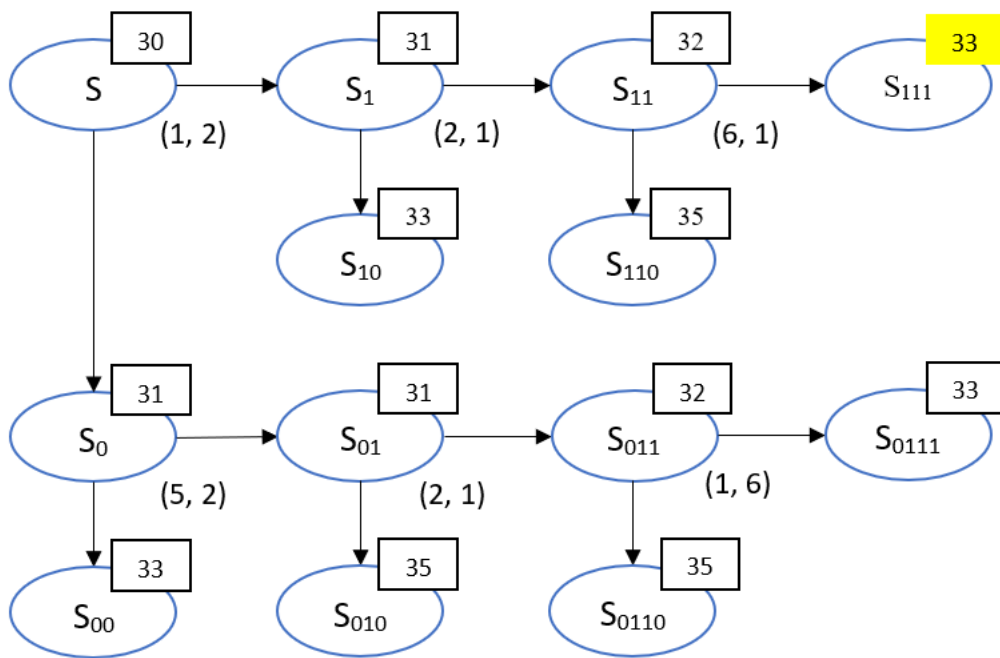 30 31 32 33
S S₁ S₁₁ S₁₁₁
(1, 2) (2, 1) (6, 1)
33 35
S₁₀ S₁₁₀
31 31 32 33
S₀ S₀₁ S₀₁₁ S₀₁₁₁
(5, 2) (2, 1) (1, 6)
33 35 35
S₀₀ S₀₁₀ S₀₁₁₀